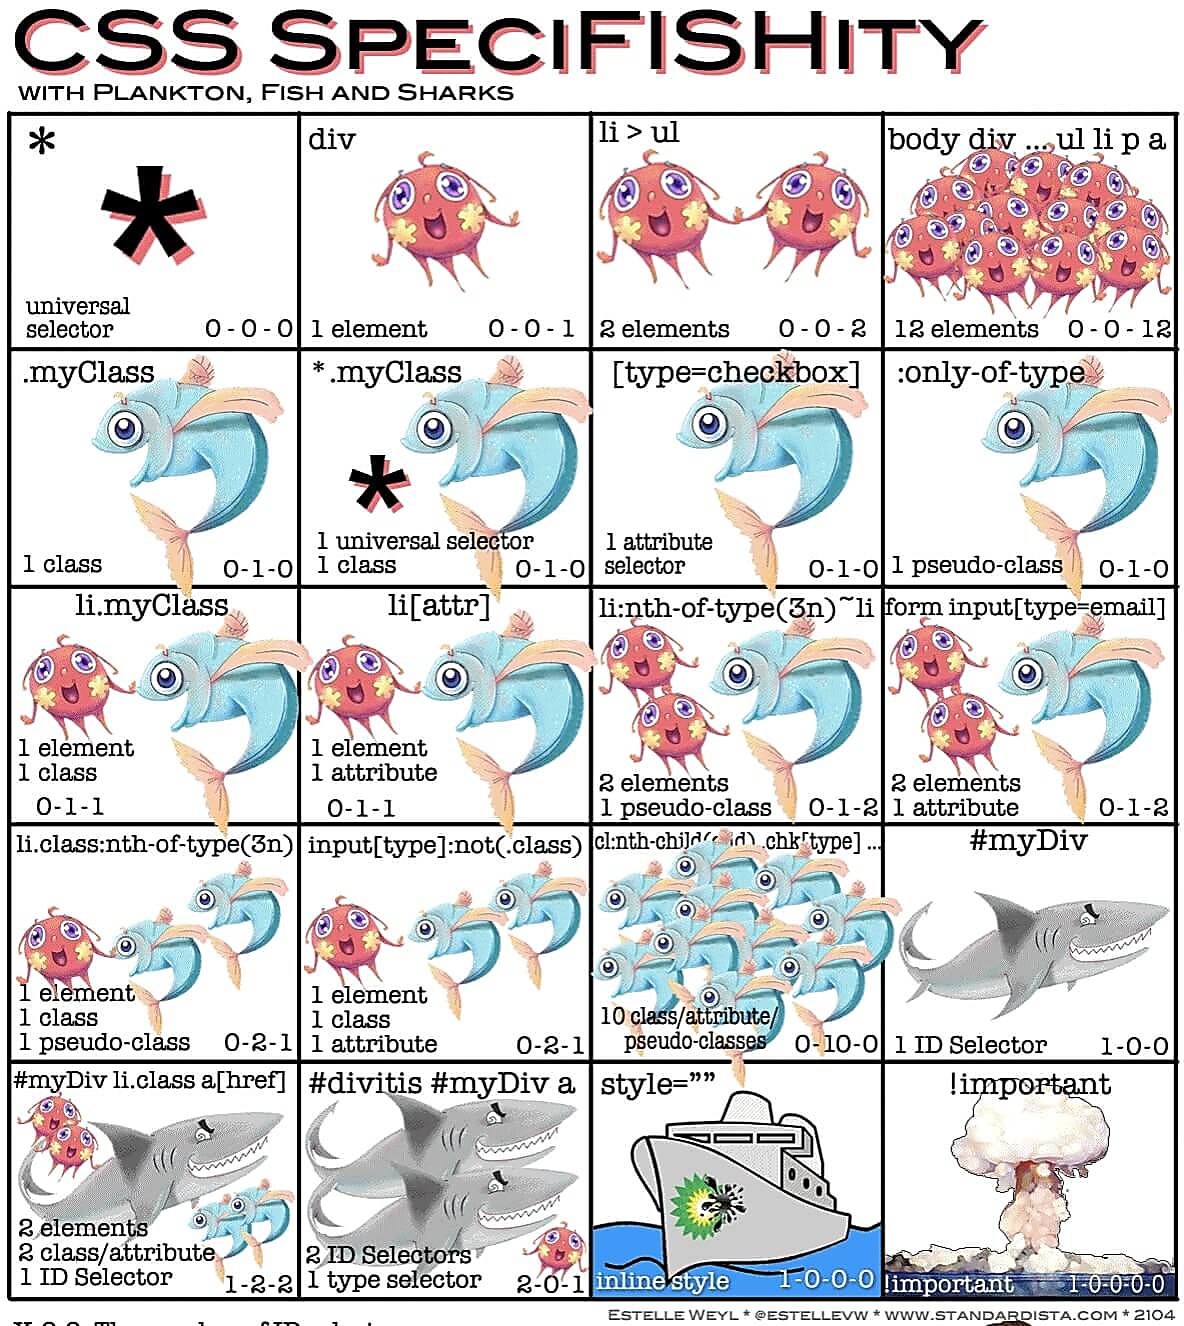 CSS SPECIFISHITY
WITH PLANKTON, FISH AND SHARKS
*
universal
selector 0-0-0
div
1 element 0-0-1
li > ul
2 elements 0-0-2
body div ... ul li p a
12 elements 0-0-12
.myClass
1 class 0-1-0
*.myClass
*
1 universal selector
1 class 0-1-0
[type=checkbox]
1 attribute
selector 0-1-0
:only-of-type
1 pseudo-class 0-1-0
li.myClass
1 element
1 class
0-1-1
li[attr]
1 element
1 attribute
0-1-1
li:nth-of-type(3n)~li
2 elements
1 pseudo-class 0-1-2
form input[type=email]
2 elements
1 attribute 0-1-2
li.class:nth-of-type(3n)
1 element
1 class
1 pseudo-class 0-2-1
input[type]:not(.class)
1 element
1 class
1 attribute 0-2-1
.chk[type] ...
10 class/attribute/
pseudo-classes 0-10-0
#myDiv
1 ID Selector 1-0-0
#myDiv li.class a[href]
2 elements
2 class/attribute
1 ID Selector 1-2-2
#divitis #myDiv a
2 ID Selectors
1 type selector 2-0-1
style=””
inline style 1-0-0-0
!important
!important 1-0-0-0-0
ESTELLE WEYL * @ESTELLEVW * WWW.STANDARDISTA.COM * 2104